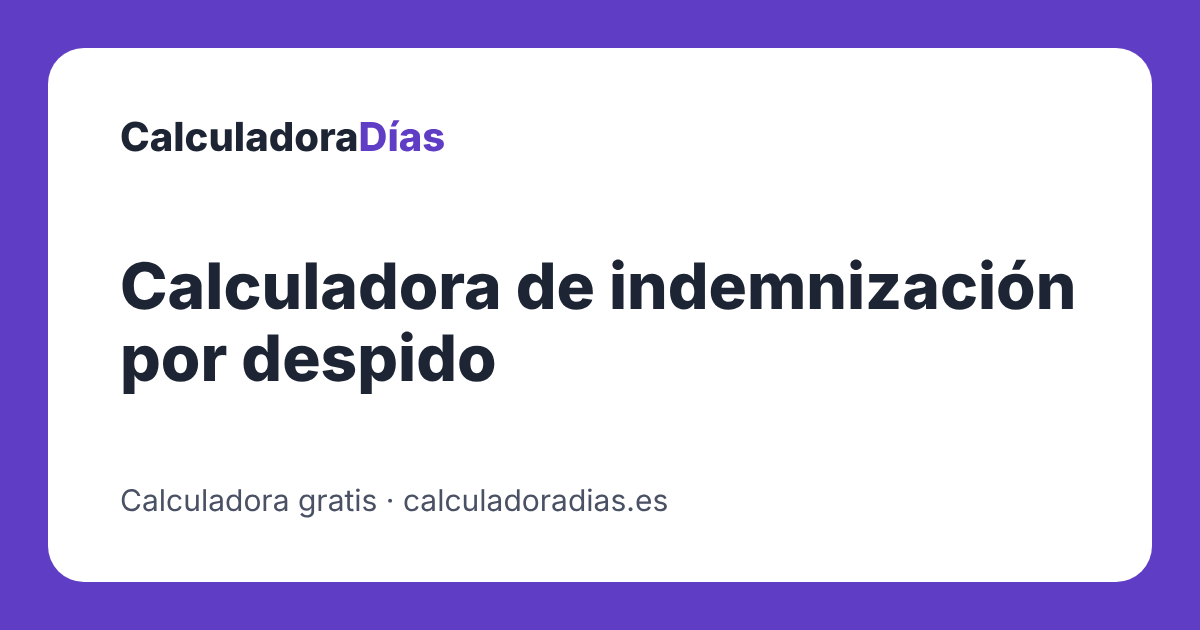 CalculadoraDías
Calculadora de indemnización
por despido
Calculadora gratis · calculadoradias.es